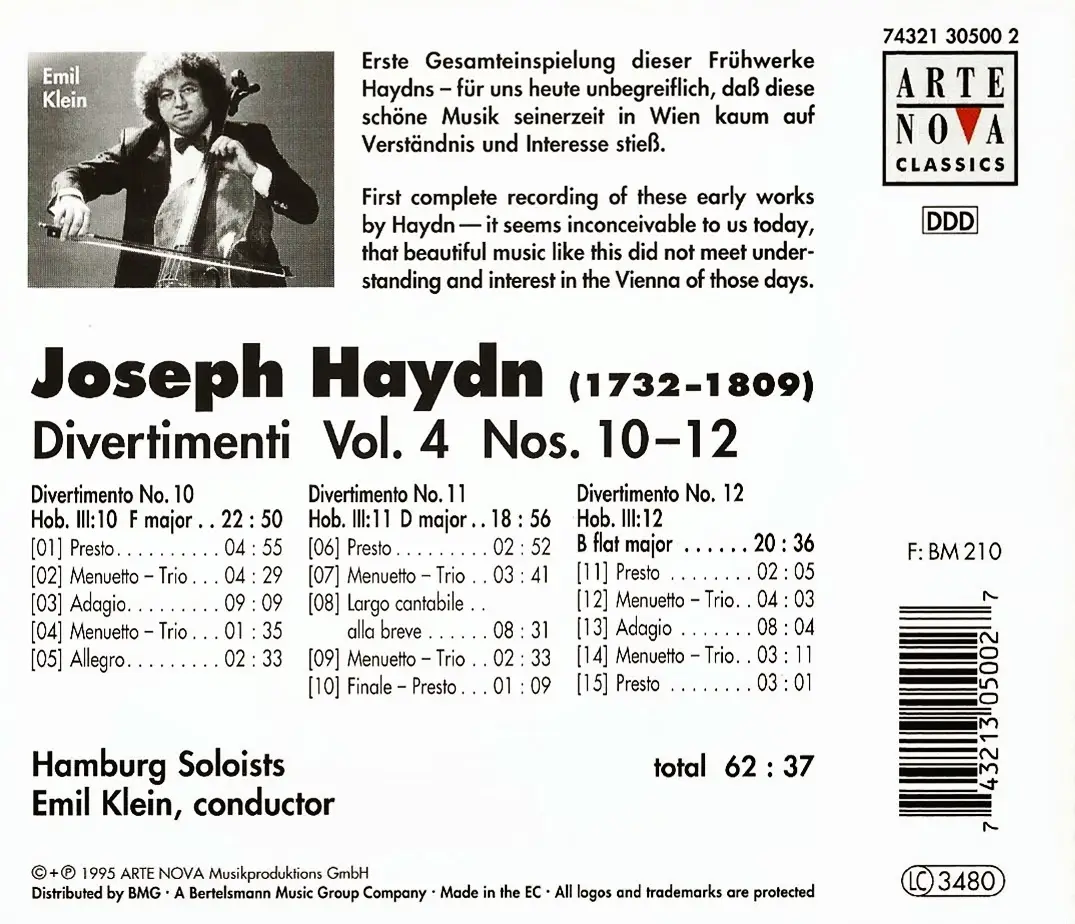 Emil
Klein
Erste Gesamteinspielung dieser Frühwerke
Haydns – für uns heute unbegreiflich, daß diese
schöne Musik seinerzeit in Wien kaum auf
Verständnis und Interesse stieß.
First complete recording of these early works
by Haydn — it seems inconceivable to us today,
that beautiful music like this did not meet under-
standing and interest in the Vienna of those days.
74321 30500 2
ARTE
NOVA
CLASSICS
DDD
Joseph Haydn (1732–1809)
Divertimenti Vol. 4 Nos. 10–12
Divertimento No. 10
Hob. III:10 F major . . 22 : 50
[01] Presto. . . . . . . . . . 04 : 55
[02] Menuetto – Trio . . . 04 : 29
[03] Adagio. . . . . . . . . 09 : 09
[04] Menuetto – Trio . . . 01 : 35
[05] Allegro. . . . . . . . . 02 : 33
Divertimento No. 11
Hob. III:11 D major . . 18 : 56
[06] Presto . . . . . . . . . 02 : 52
[07] Menuetto – Trio . . 03 : 41
[08] Largo cantabile . .
alla breve . . . . . . 08 : 31
[09] Menuetto – Trio . . 02 : 33
[10] Finale – Presto. . . 01 : 09
Divertimento No. 12
Hob. III:12
B flat major . . . . . . 20 : 36
[11] Presto . . . . . . . . 02 : 05
[12] Menuetto – Trio. . 04 : 03
[13] Adagio . . . . . . . 08 : 04
[14] Menuetto – Trio. . 03 : 11
[15] Presto . . . . . . . . 03 : 01
F: BM 210
7 43213 05002 7
Hamburg Soloists
Emil Klein, conductor
total 62 : 37
© + ℗ 1995 ARTE NOVA Musikproduktions GmbH
Distributed by BMG · A Bertelsmann Music Group Company · Made in the EC · All logos and trademarks are protected
LC 3480